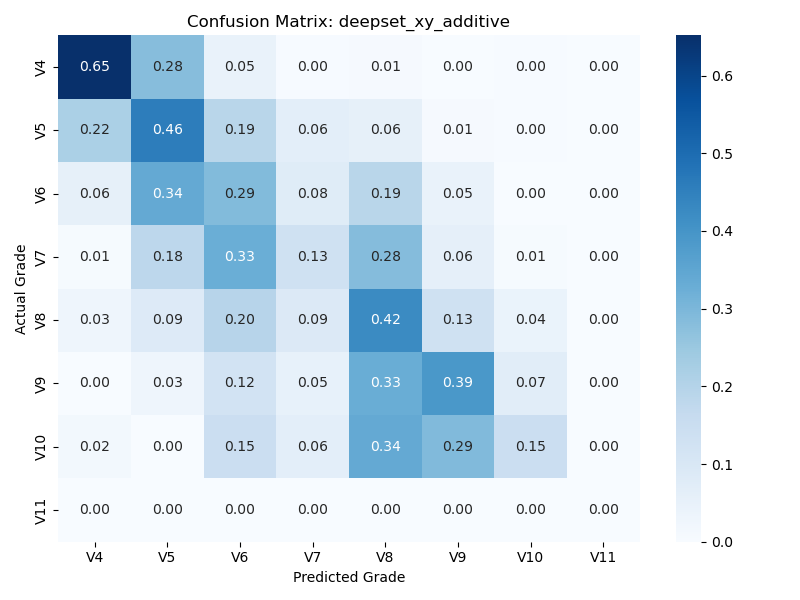 Confusion Matrix: deepset_xy_additive
V4 0.65 0.28 0.05 0.00 0.01 0.00 0.00 0.00
V5 0.22 0.46 0.19 0.06 0.06 0.01 0.00 0.00
V6 0.06 0.34 0.29 0.08 0.19 0.05 0.00 0.00
V7 0.01 0.18 0.33 0.13 0.28 0.06 0.01 0.00
V8 0.03 0.09 0.20 0.09 0.42 0.13 0.04 0.00
V9 0.00 0.03 0.12 0.05 0.33 0.39 0.07 0.00
V10 0.02 0.00 0.15 0.06 0.34 0.29 0.15 0.00
V11 0.00 0.00 0.00 0.00 0.00 0.00 0.00 0.00
V4 V5 V6 V7 V8 V9 V10 V11
Predicted Grade
Actual Grade
0.6
0.5
0.4
0.3
0.2
0.1
0.0